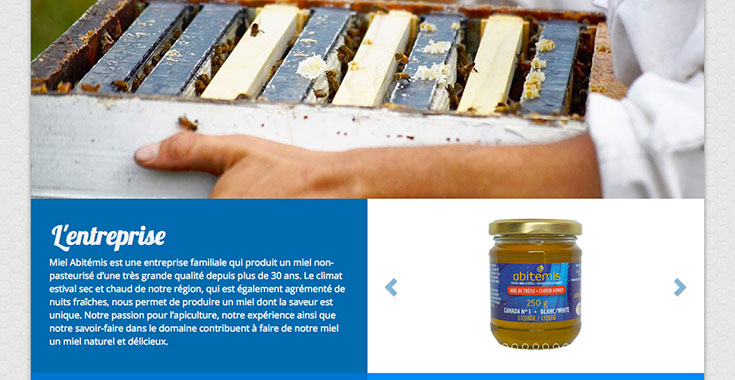 L'entreprise
Miel Abitémis est une entreprise familiale qui produit un miel non-
pasteurisé d'une très grande qualité depuis plus de 30 ans. Le climat
estival sec et chaud de notre région, qui est également agrémenté de
nuits fraîches, nous permet de produire un miel dont la saveur est
unique. Notre passion pour l'apiculture, notre expérience ainsi que
notre savoir-faire dans le domaine contribuent à faire de notre miel
un miel naturel et délicieux.
abitémis
MIEL DE TRÈFLE • CLOVER HONEY
250 g
CANADA Nº 1 • BLANC/WHITE
LIQUIDE / LIQUID